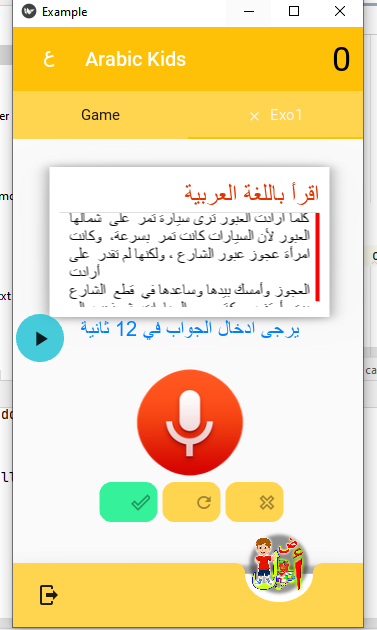 Example
ع Arabic Kids 0
Game × Exo1
اقرأ باللغة العربية
كلما ارادت العبور ترى سيارة تمر على شمالها
العبور لأن السيارات كانت تمر بسرعة، وكانت
امرأة عجوز عبور الشارع ، ولكنها لم تقدر على
أرادت
العجوز وأمسك بيدها وساعدها في قطع الشارع
يرجى ادخال الجواب في 12 ثانية